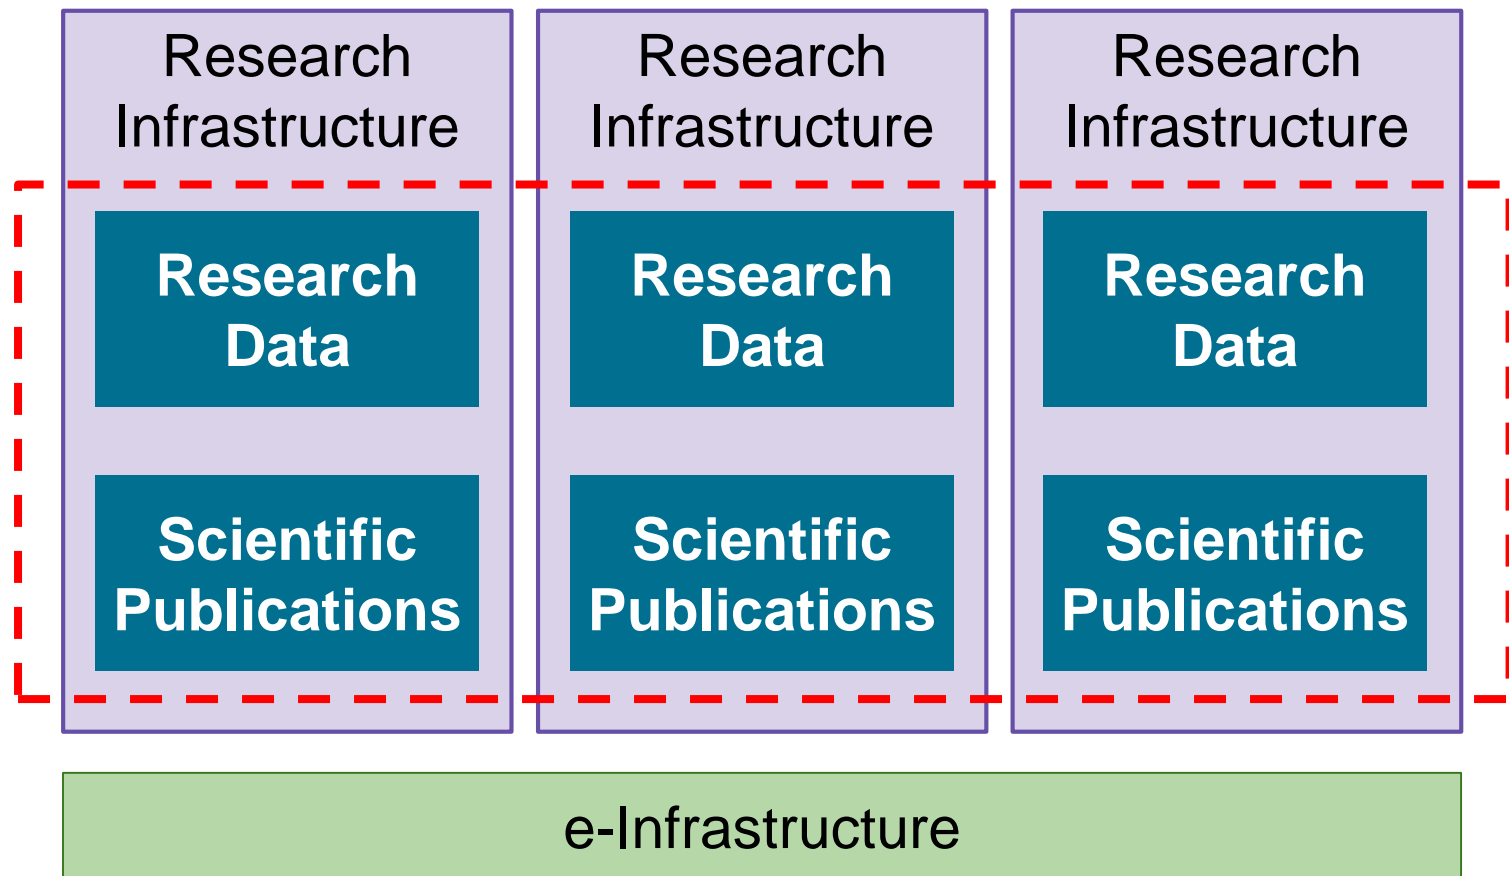 Research
Infrastructure
Research
Infrastructure
Research
Infrastructure
Research
Data
Research
Data
Research
Data
Scientific
Publications
Scientific
Publications
Scientific
Publications
e-Infrastructure